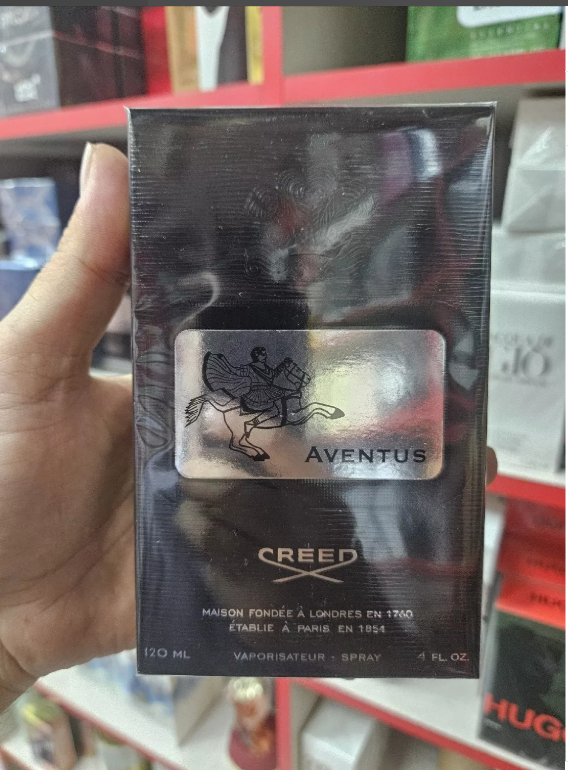 AVENTUS
CREED
MAISON FONDÉE À LONDRES EN 1760
ÉTABLIE À PARIS EN 1854
120 ML VAPORISATEUR - SPRAY 4 FL. OZ.
GIÒ
HUGO